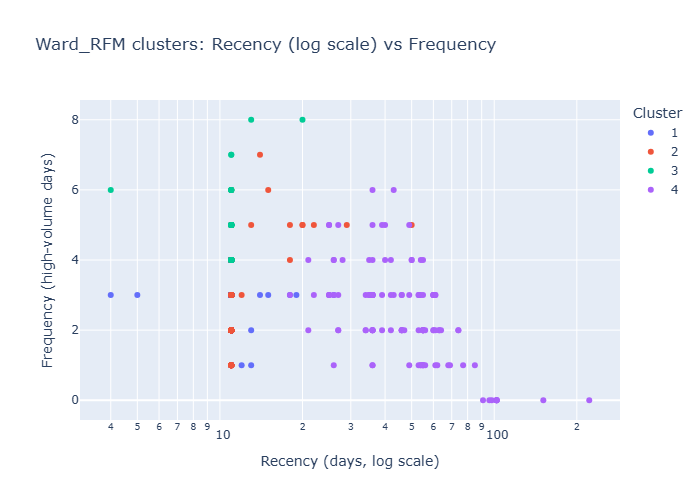 Ward_RFM clusters: Recency (log scale) vs Frequency
Cluster
1
2
3
4
Frequency (high-volume days)
8
6
4
2
0
4 5 6 7 8 9 10 2 3 4 5 6 7 8 9 100 2
Recency (days, log scale)